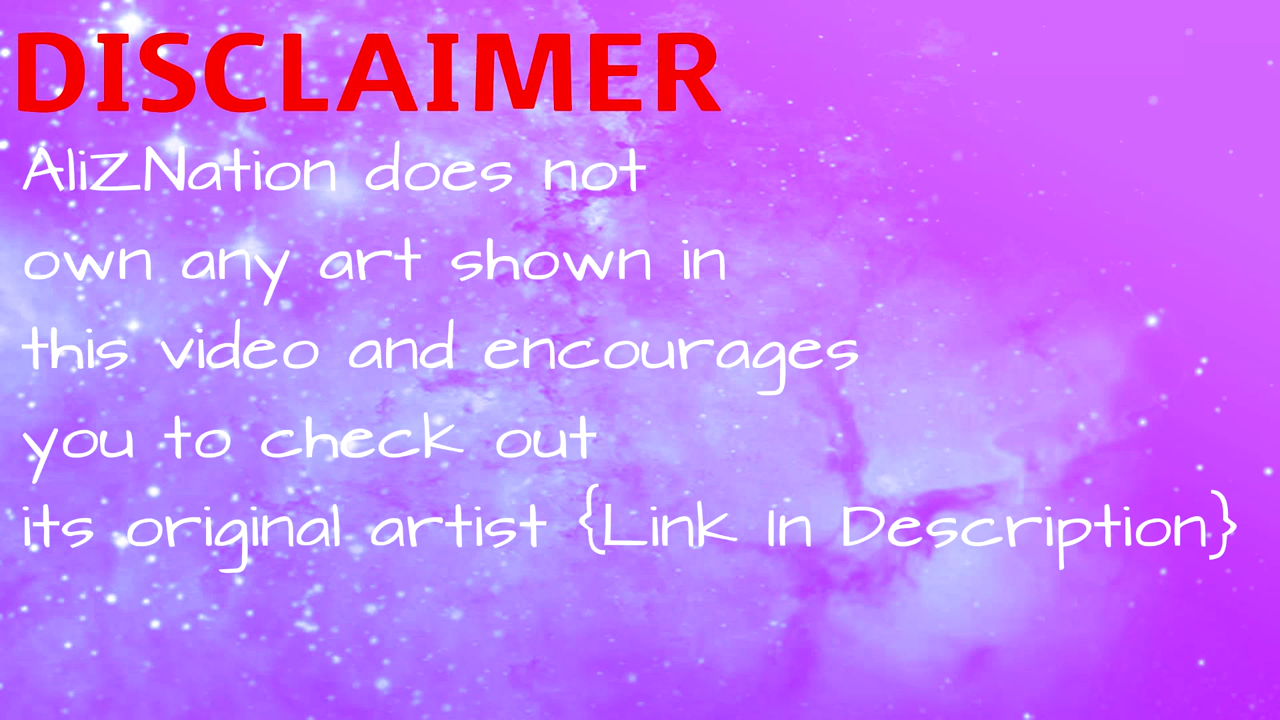 DISCLAIMER
AliZNation does not
own any art shown in
this video and encourages
you to check out
its original artist {Link In Description}